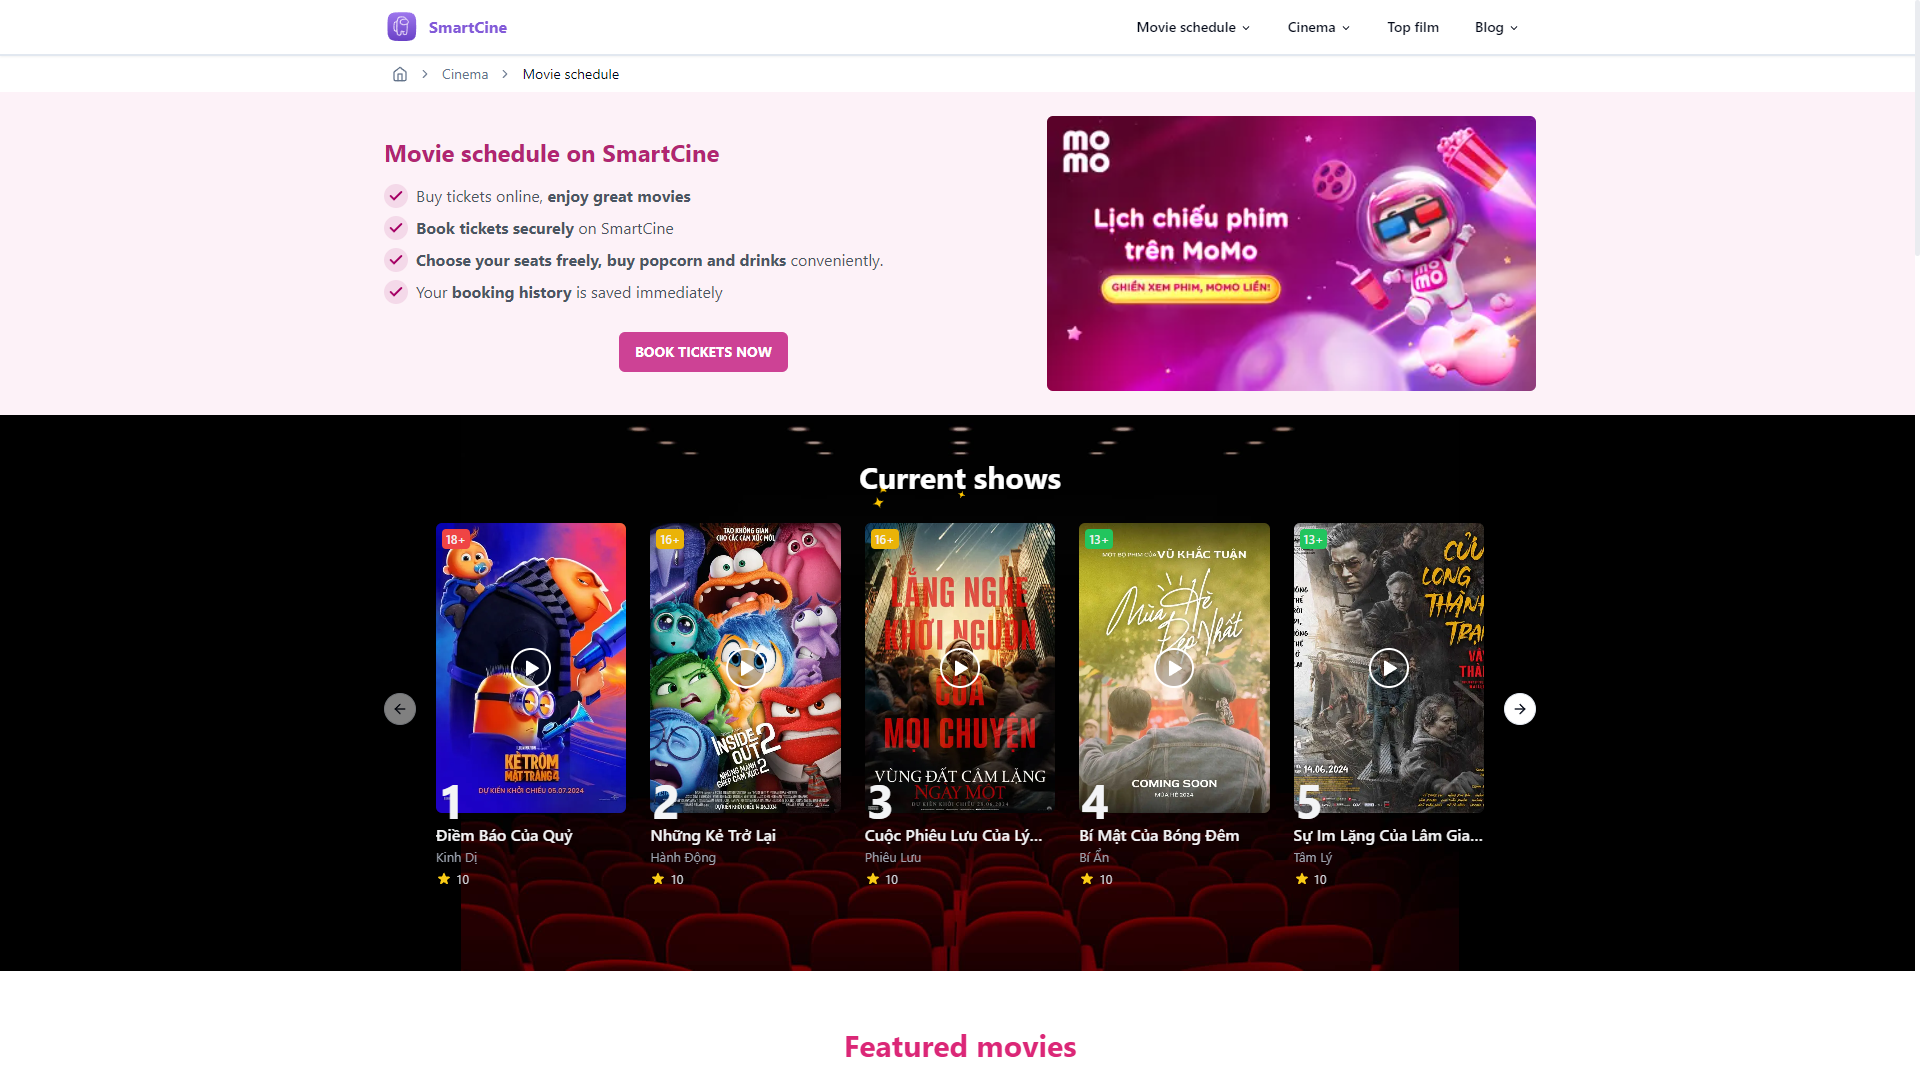 SmartCine
Movie schedule
Cinema
Top film
Blog
Cinema
Movie schedule
Movie schedule on SmartCine
Buy tickets online, enjoy great movies
Book tickets securely on SmartCine
Choose your seats freely, buy popcorn and drinks conveniently.
Your booking history is saved immediately
BOOK TICKETS NOW
MOMO
Lịch chiếu phim
trên MoMo
GHIỀN XEM PHIM, MOMO LIỀN!
MOMO
Current shows
18+
KẺ TRỘM
MẶT TRĂNG 4
DỰ KIẾN KHỞI CHIẾU 05.07.2024
1
Điềm Báo Của Quỷ
Kinh Dị
10
16+
TẠO KHÔNG GIAN
CHO CÁC CẢM XÚC MỚI
INSIDE
OUT 2
NHỮNG MẢNH
GHÉP CẢM XÚC 2
2
Những Kẻ Trở Lại
Hành Động
10
16+
LẮNG NGHE
KHỞI NGUỒN
CỦA
MỌI CHUYỆN
VÙNG ĐẤT CÂM LẶNG
NGÀY MỘT
DỰ KIẾN KHỞI CHIẾU 28.06.2024
3
Cuộc Phiêu Lưu Của Lý...
Phiêu Lưu
10
13+
MỘT BỘ PHIM CỦA VŨ KHẮC TUẬN
Mùa Hè
Đẹp Nhất
COMING SOON
MÙA HÈ 2024
4
Bí Mật Của Bóng Đêm
Bí Ẩn
10
13+
CỬU
LONG
THÀNH
TRẠI
VÂY
THÀNH
14.06.2024
5
Sự Im Lặng Của Lâm Gia...
Tâm Lý
10
Featured movies